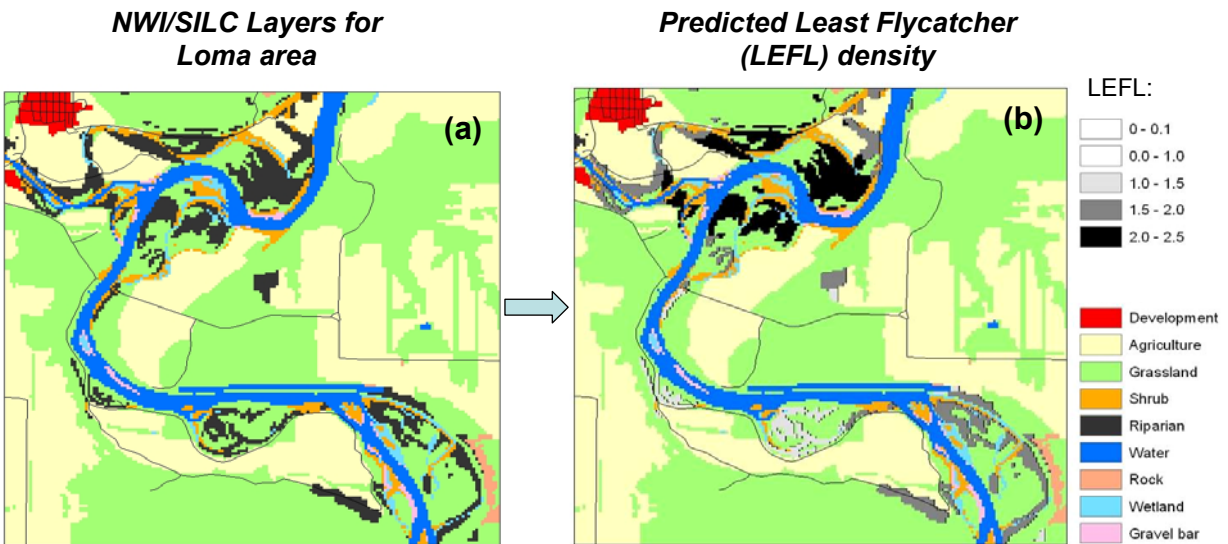 NWI/SILC Layers for
Loma area
Predicted Least Flycatcher
(LEFL) density
(a)
(b)
LEFL:
0 - 0.1
0.0 - 1.0
1.0 - 1.5
1.5 - 2.0
2.0 - 2.5
Development
Agriculture
Grassland
Shrub
Riparian
Water
Rock
Wetland
Gravel bar